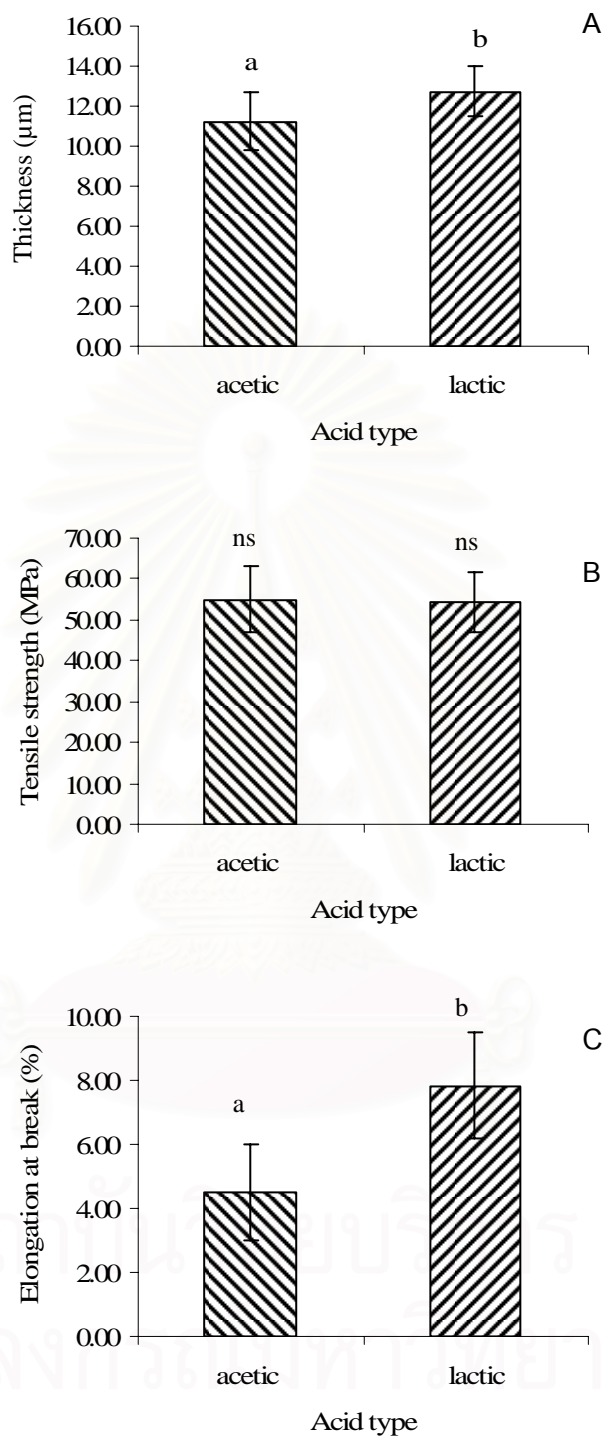 A
16.00
14.00
12.00
10.00
8.00
6.00
4.00
2.00
0.00
Thickness (µm)
a
b
acetic
lactic
Acid type
B
70.00
60.00
50.00
40.00
30.00
20.00
10.00
0.00
Tensile strength (MPa)
ns
ns
acetic
lactic
Acid type
C
10.00
8.00
6.00
4.00
2.00
0.00
Elongation at break (%)
a
b
acetic
lactic
Acid type